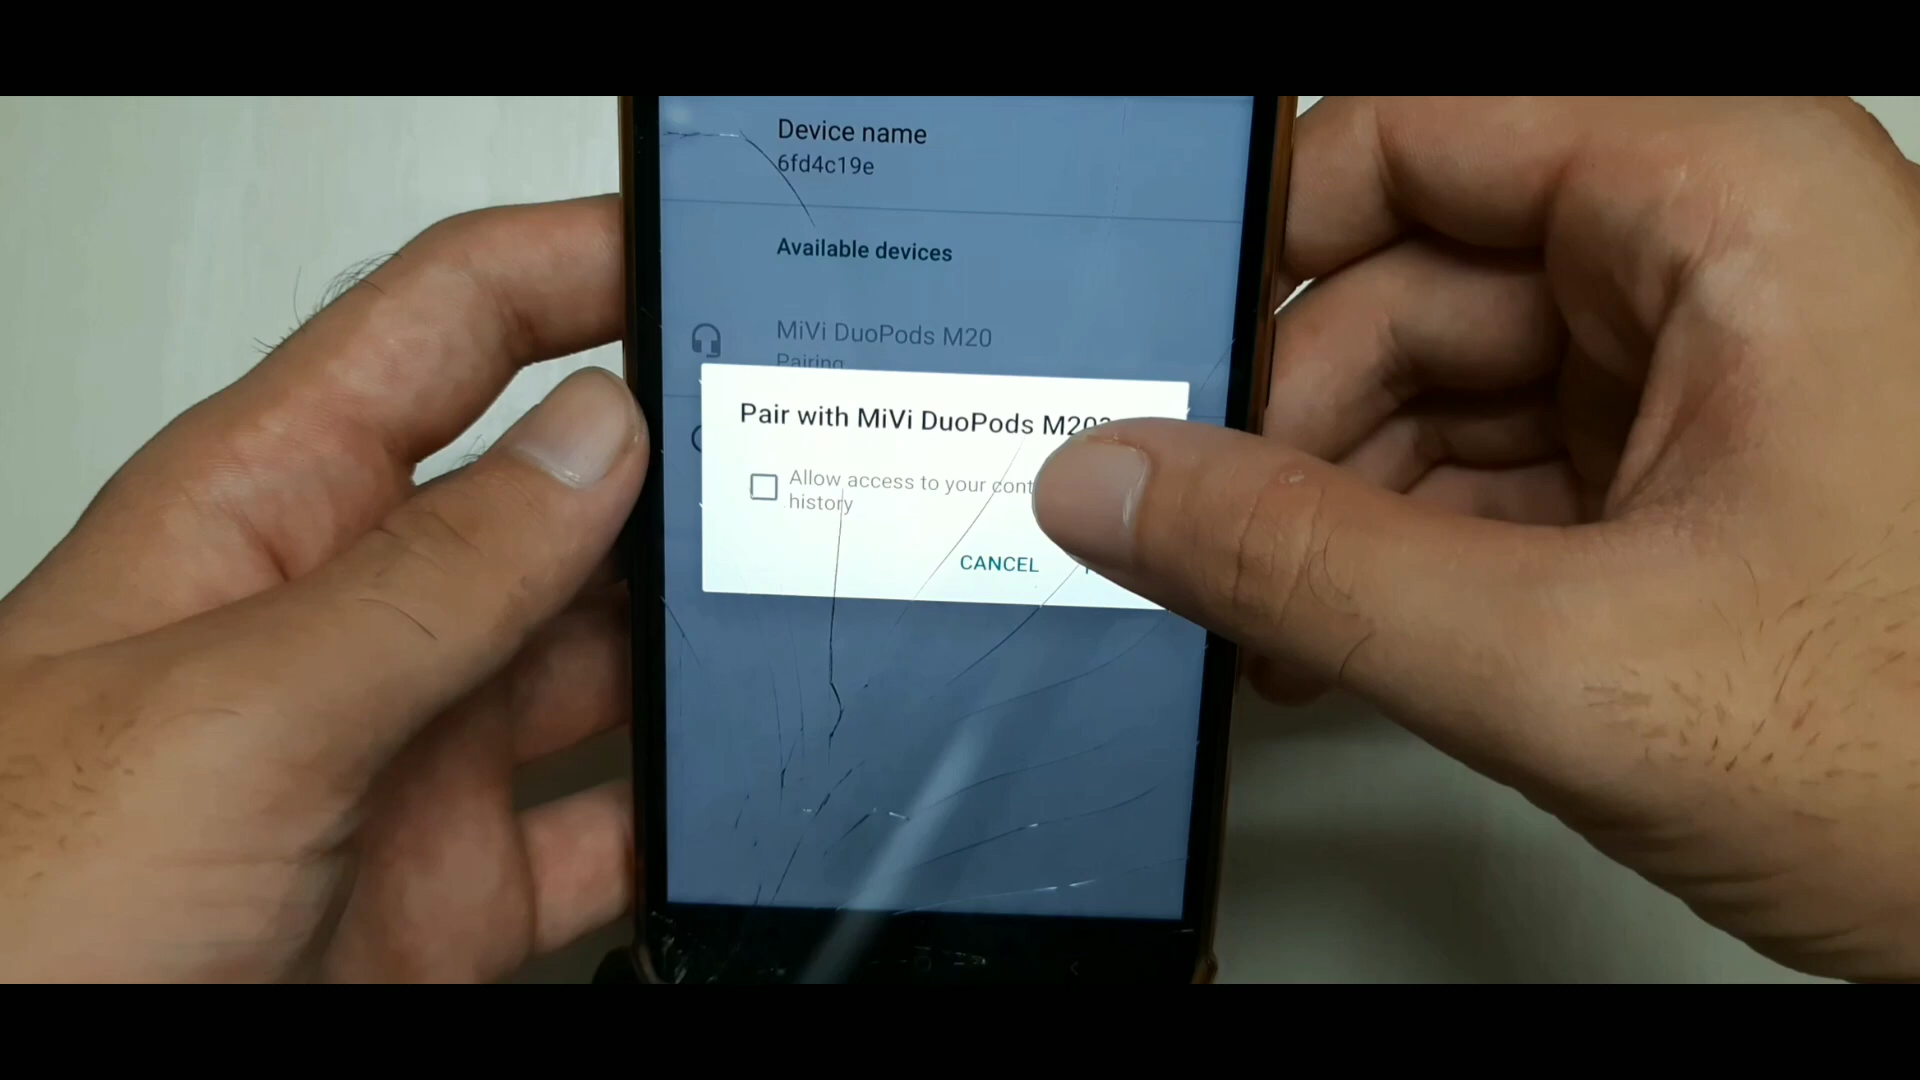 Device name
6fd4c19e
Available devices
MiVi DuoPods M20
Pairing
Pair with MiVi DuoPods M20?
Allow access to your
history
CANCEL